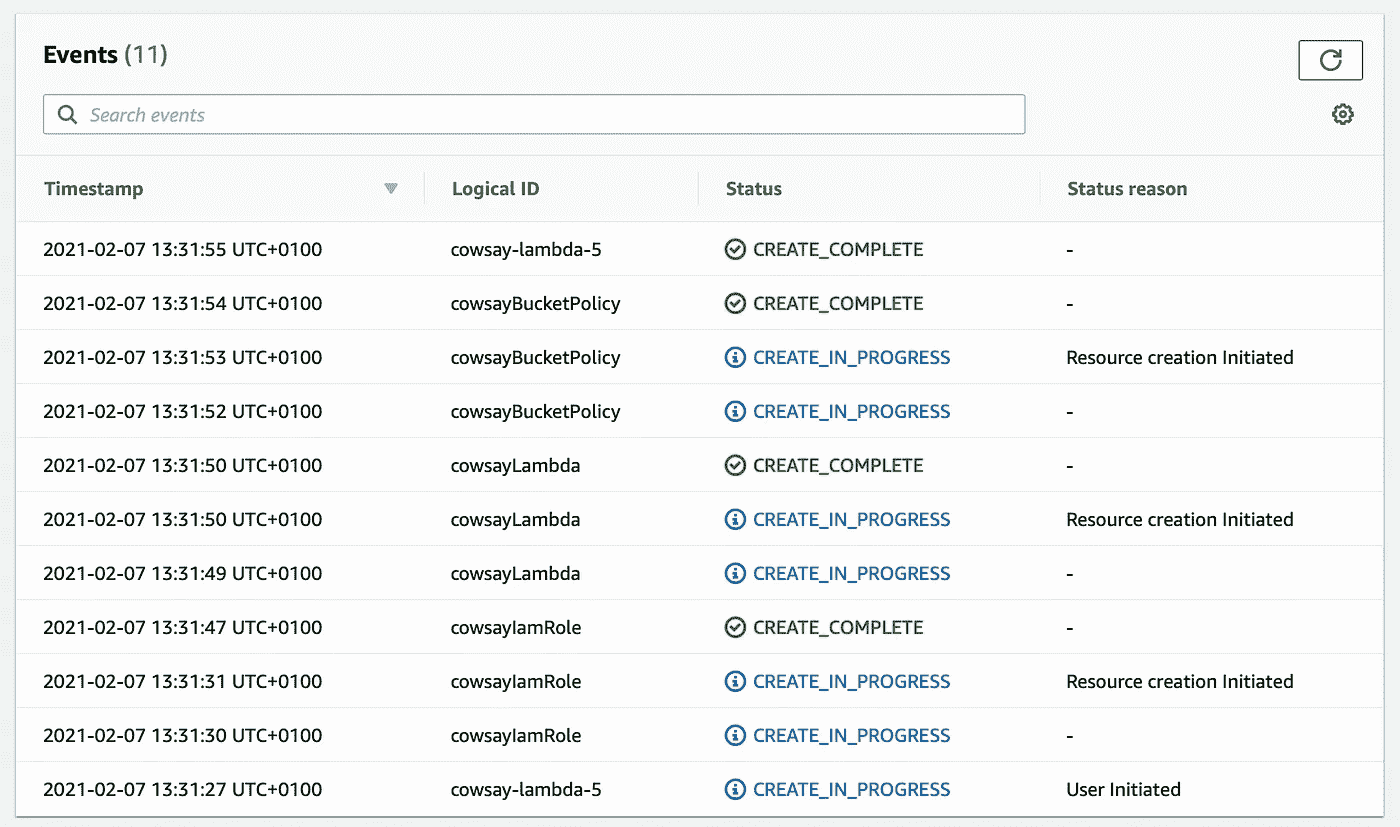 Events (11)
Search events
Timestamp Logical ID Status Status reason
2021-02-07 13:31:55 UTC+0100 cowsay-lambda-5 CREATE_COMPLETE -
2021-02-07 13:31:54 UTC+0100 cowsayBucketPolicy CREATE_COMPLETE -
2021-02-07 13:31:53 UTC+0100 cowsayBucketPolicy CREATE_IN_PROGRESS Resource creation Initiated
2021-02-07 13:31:52 UTC+0100 cowsayBucketPolicy CREATE_IN_PROGRESS -
2021-02-07 13:31:50 UTC+0100 cowsayLambda CREATE_COMPLETE -
2021-02-07 13:31:50 UTC+0100 cowsayLambda CREATE_IN_PROGRESS Resource creation Initiated
2021-02-07 13:31:49 UTC+0100 cowsayLambda CREATE_IN_PROGRESS -
2021-02-07 13:31:47 UTC+0100 cowsayIamRole CREATE_COMPLETE -
2021-02-07 13:31:31 UTC+0100 cowsayIamRole CREATE_IN_PROGRESS Resource creation Initiated
2021-02-07 13:31:30 UTC+0100 cowsayIamRole CREATE_IN_PROGRESS -
2021-02-07 13:31:27 UTC+0100 cowsay-lambda-5 CREATE_IN_PROGRESS User Initiated